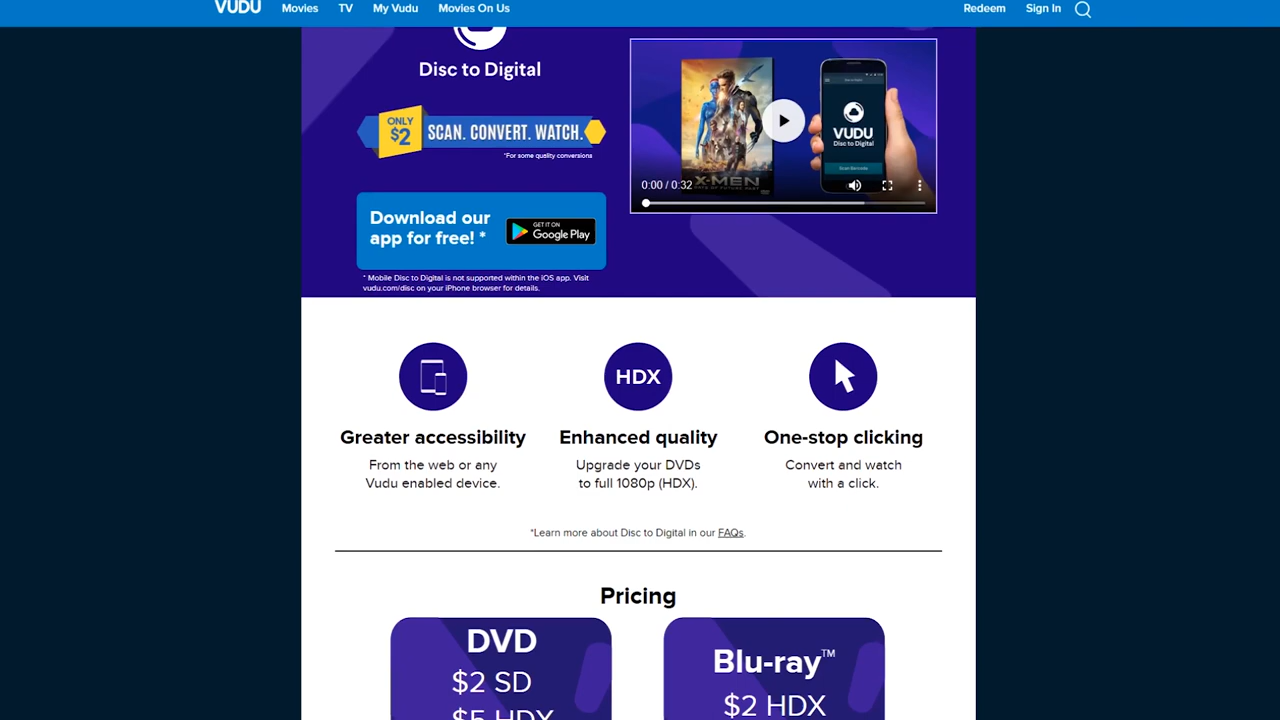 VUDU
Movies
TV
My Vudu
Movies On Us
Redeem
Sign In
Disc to Digital
ONLY
$2
SCAN. CONVERT. WATCH.
*For some quality conversions
Download our
app for free! *
GET IT ON
Google Play
* Mobile Disc to Digital is not supported within the iOS app. Visit
vudu.com/disc on your iPhone browser for details.
X-MEN
VUDU
Disc to Digital
0:00 / 0:32
HDX
Greater accessibility
From the web or any
Vudu enabled device.
Enhanced quality
Upgrade your DVDs
to full 1080p (HDX).
One-stop clicking
Convert and watch
with a click.
*Learn more about Disc to Digital in our FAQs.
Pricing
DVD
$2 SD
$5 HDX
Blu-ray™
$2 HDX